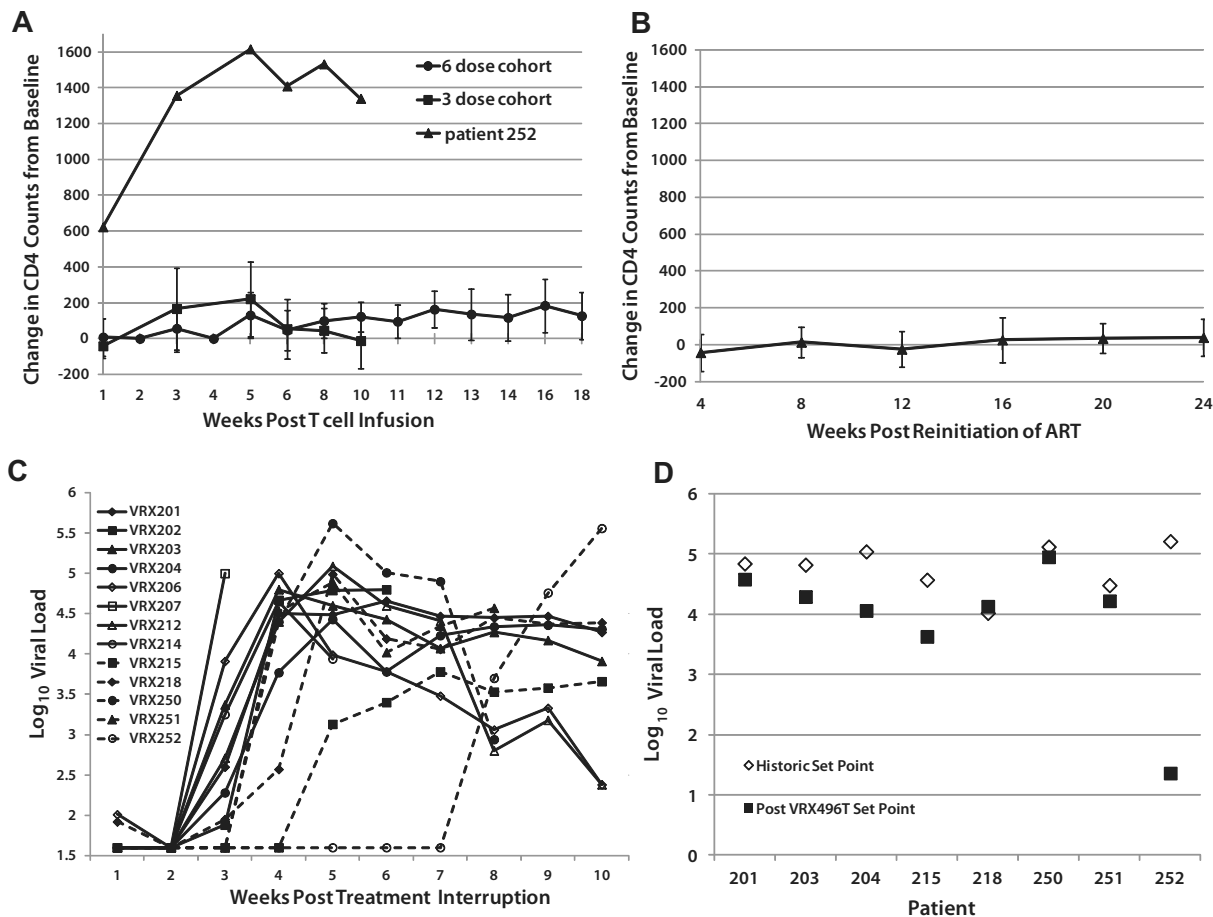 A
Change in CD4 Counts from Baseline
1600
1400
1200
1000
800
600
400
200
0
-200
6 dose cohort
3 dose cohort
patient 252
1 2 3 4 5 6 8 10 11 12 13 14 16 18
Weeks Post T cell Infusion
B
Change in CD4 Counts from Baseline
1600
1400
1200
1000
800
600
400
200
0
-200
4 8 12 16 20 24
Weeks Post Reinitiation of ART
C
Log10 Viral Load
6
5.5
5
4.5
4
3.5
3
2.5
2
1.5
VRX201
VRX202
VRX203
VRX204
VRX206
VRX207
VRX212
VRX214
VRX215
VRX218
VRX250
VRX251
VRX252
1 2 3 4 5 6 7 8 9 10
Weeks Post Treatment Interruption
D
Log10 Viral Load
6
5
4
3
2
1
0
Historic Set Point
Post VRX496T Set Point
201 203 204 215 218 250 251 252
Patient